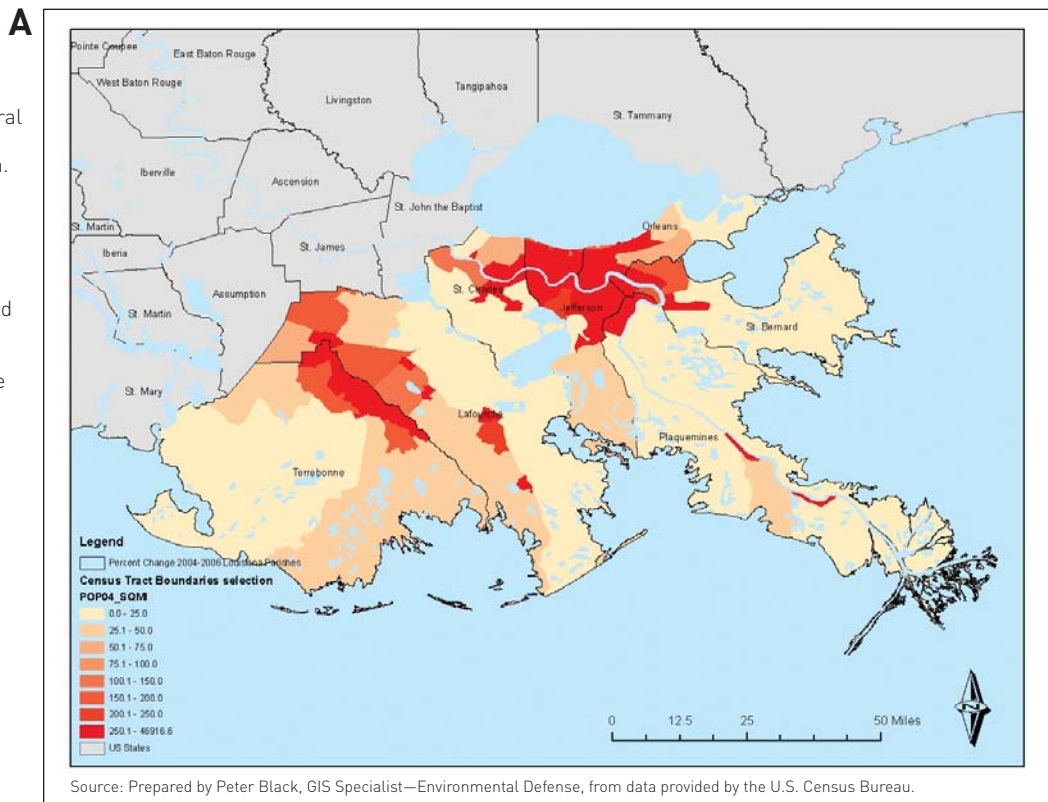 A
ral
.
d
e
Pointe Coupee
East Baton Rouge
West Baton Rouge
Livingston
Tangipahoa
St. Tammany
Iberville
Ascension
St. John the Baptist
St. Martin
Orleans
Iberia
St. James
Assumption
St. Charles
Jefferson
St. Martin
St. Bernard
St. Mary
Lafourche
Plaquemines
Terrebonne
Legend
Percent Change 2004-2006 Louisiana Parishes
Census Tract Boundaries selection
POP04_SQMI
0.0 - 25.0
25.1 - 50.0
50.1 - 75.0
75.1 - 100.0
100.1 - 150.0
150.1 - 200.0
200.1 - 250.0
250.1 - 46916.6
US States
0 12.5 25 50 Miles
N
Source: Prepared by Peter Black, GIS Specialist—Environmental Defense, from data provided by the U.S. Census Bureau.